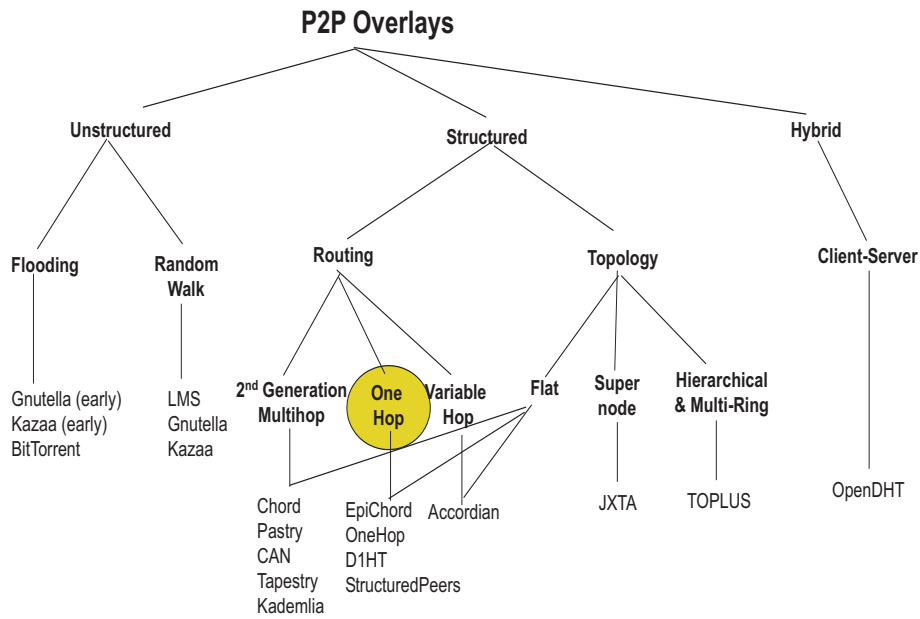 P2P Overlays
Unstructured
Structured
Hybrid
Flooding
Random
Walk
Routing
Topology
Client-Server
2nd Generation
Multihop
One
Hop
Variable
Hop
Flat
Super
node
Hierarchical
& Multi-Ring
Gnutella (early)
Kazaa (early)
BitTorrent
LMS
Gnutella
Kazaa
Chord
Pastry
CAN
Tapestry
Kademlia
EpiChord
OneHop
D1HT
StructuredPeers
Accordian
JXTA
TOPLUS
OpenDHT